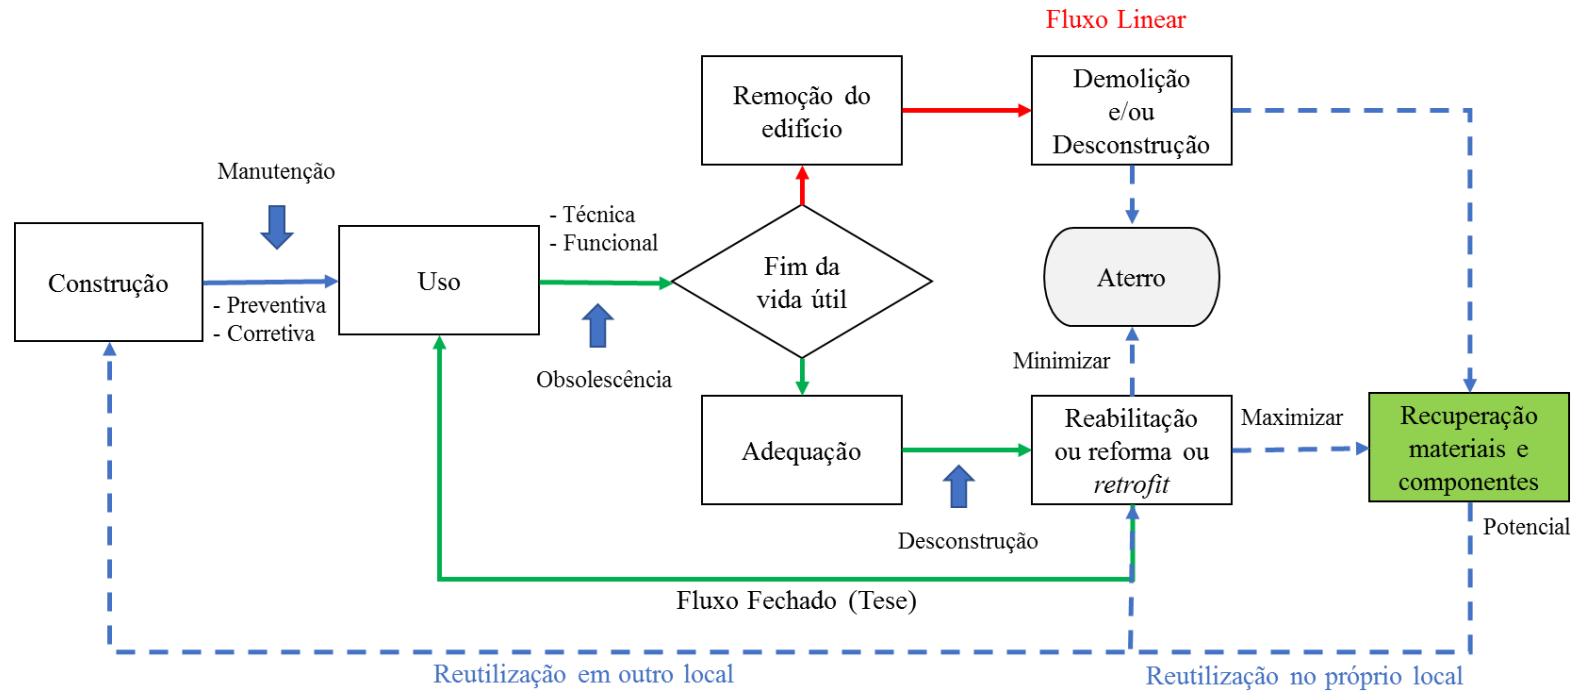 Fluxo Linear
Remoção do
edifício
Demolição
e/ou
Desconstrução
Manutenção
- Técnica
- Funcional
Construção
- Preventiva
- Corretiva
Uso
Fim da
vida útil
Aterro
Obsolescência
Minimizar
Adequação
Reabilitação
ou reforma ou
retrofit
Maximizar
Recuperação
materiais e
componentes
Desconstrução
Potencial
Fluxo Fechado (Tese)
Reutilização em outro local
Reutilização no próprio local